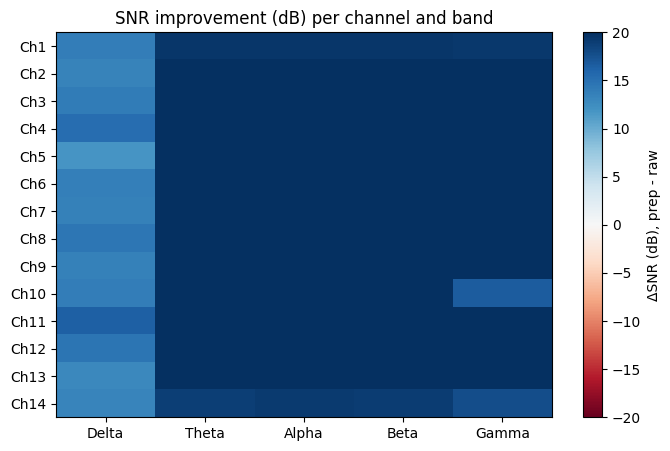 SNR improvement (dB) per channel and band
Ch1
Ch2
Ch3
Ch4
Ch5
Ch6
Ch7
Ch8
Ch9
Ch10
Ch11
Ch12
Ch13
Ch14
Delta
Theta
Alpha
Beta
Gamma
20
15
10
5
0
−5
−10
−15
−20
ΔSNR (dB), prep - raw